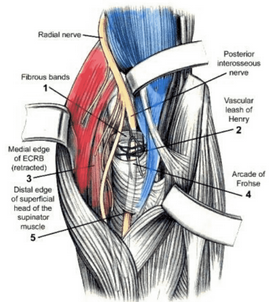 Radial nerve
Fibrous bands
1
Medial edge
of ECRB
(retracted)
3
Distal edge
of superficial
head of the
supinator
muscle
5
Posterior
interosseous
nerve
Vascular
leash of
Henry
2
Arcade of
Frohse
4